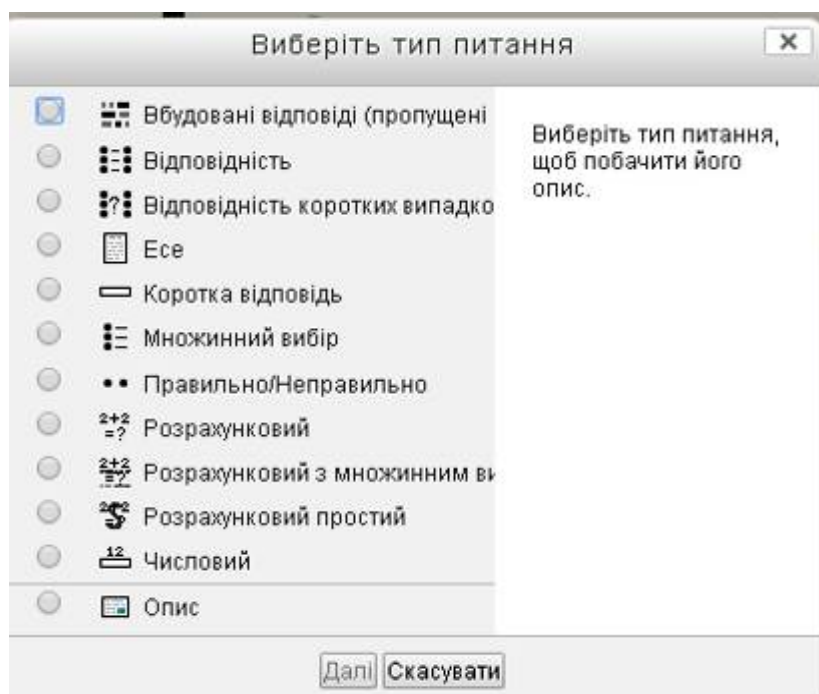 Виберіть тип питання
Вбудовані відповіді (пропущені
Відповідність
Відповідність коротких випадко
Есе
Коротка відповідь
Множинний вибір
Правильно/Неправильно
Розрахунковий
Розрахунковий з множинним ви
Розрахунковий простий
Числовий
Опис
Виберіть тип питання,
щоб побачити його
опис.
Далі Скасувати